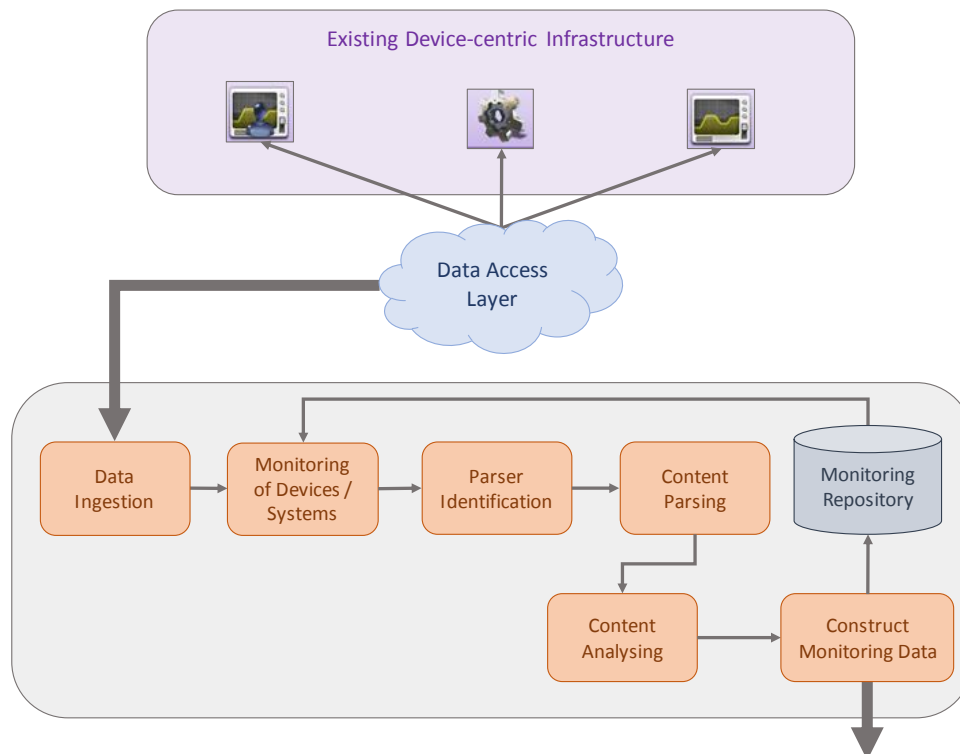 Existing Device-centric Infrastructure
Data Access
Layer
Data
Ingestion
Monitoring
of Devices /
Systems
Parser
Identification
Content
Parsing
Monitoring
Repository
Content
Analysing
Construct
Monitoring Data